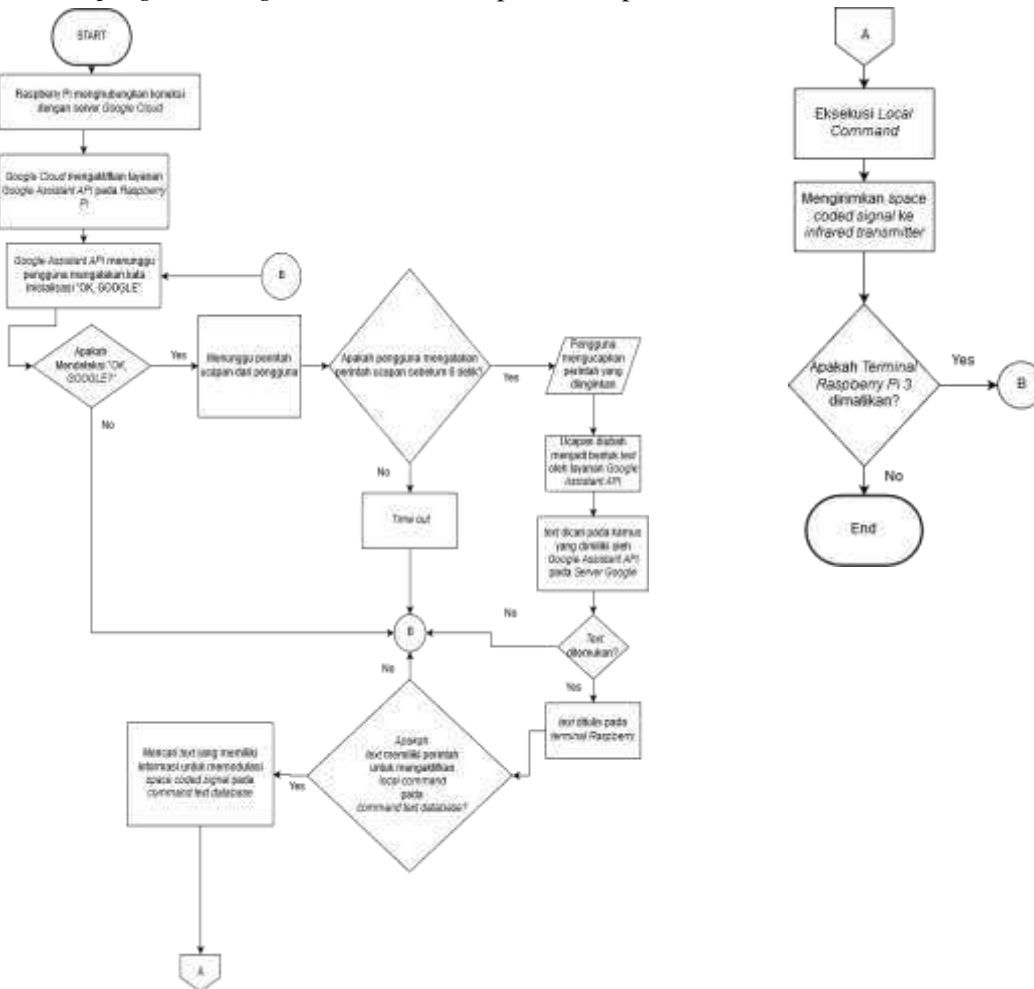 START
Raspberry Pi menghubungkan koneksi
dengan server Google Cloud
Google Cloud mengaktifkan layanan
Google Assistant API pada Raspberry
Pi
Google Assistant API menunggu
pengguna mengatakan kata
inisialisasi "OK, GOOGLE"
B
Apakah
Mendeteksi "OK,
GOOGLE?"
Yes
No
Menunggu perintah
ucapan dari pengguna
Apakah pengguna mengatakan
perintah ucapan sebelum 6 detik?
Yes
No
Pengguna
mengucapkan
perintah yang
diinginkan
Ucapan diubah
menjadi bentuk text
oleh layanan Google
Assistant API
Time out
text dicari pada kamus
yang dimiliki oleh
Google Assistant API
pada Server Google
B
No
Text
ditemukan?
Yes
text ditulis pada
terminal Raspberry
No
Apakah
text memiliki perintah
untuk mengaktifkan
local command
pada
command text database?
Yes
Mencari text yang memiliki
informasi untuk memodulasi
space coded signal pada
command text database
A
A
Eksekusi Local
Command
Mengirimkan space
coded signal ke
infrared transmitter
Apakah Terminal
Raspberry Pi 3
dimatikan?
Yes
B
No
End